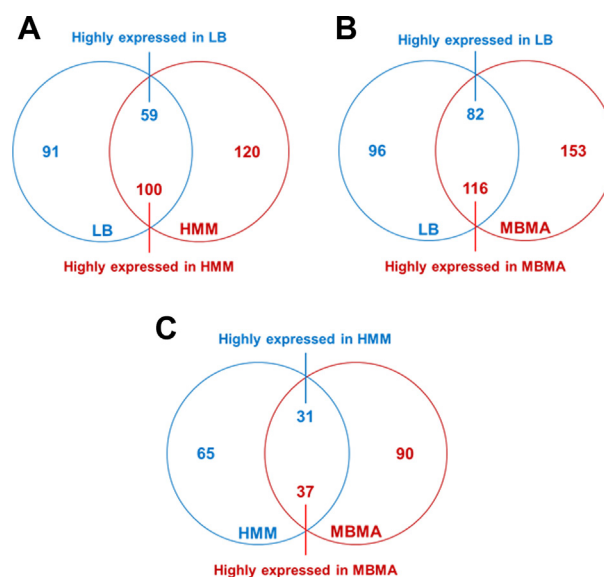 A
Highly expressed in LB
59
91
120
100
LB
HMM
Highly expressed in HMM
B
Highly expressed in LB
82
96
153
116
LB
MBMA
Highly expressed in MBMA
C
Highly expressed in HMM
31
65
90
37
HMM
MBMA
Highly expressed in MBMA